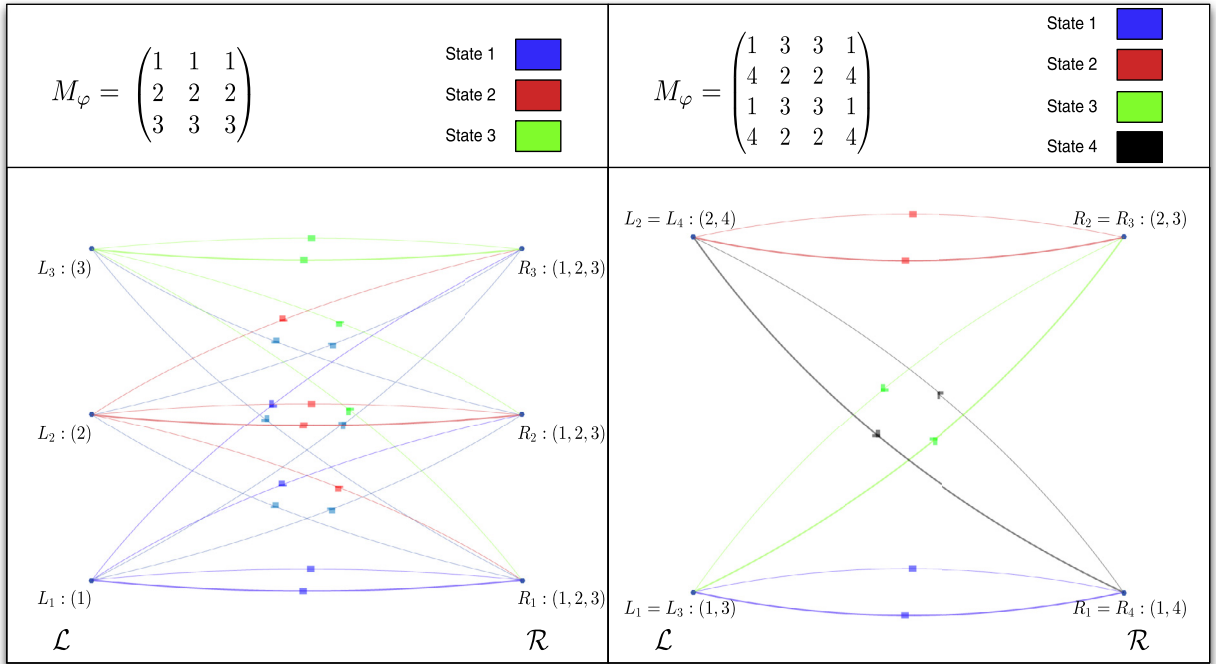 M_φ = (1 1 1
2 2 2
3 3 3)
State 1
State 2
State 3
M_φ = (1 3 3 1
4 2 2 4
1 3 3 1
4 2 2 4)
State 1
State 2
State 3
State 4
L_3 : (3)
R_3 : (1, 2, 3)
L_2 : (2)
R_2 : (1, 2, 3)
L_1 : (1)
R_1 : (1, 2, 3)
ℒ
ℛ
L_2 = L_4 : (2, 4)
R_2 = R_3 : (2, 3)
L_1 = L_3 : (1, 3)
R_1 = R_4 : (1, 4)
ℒ
ℛ